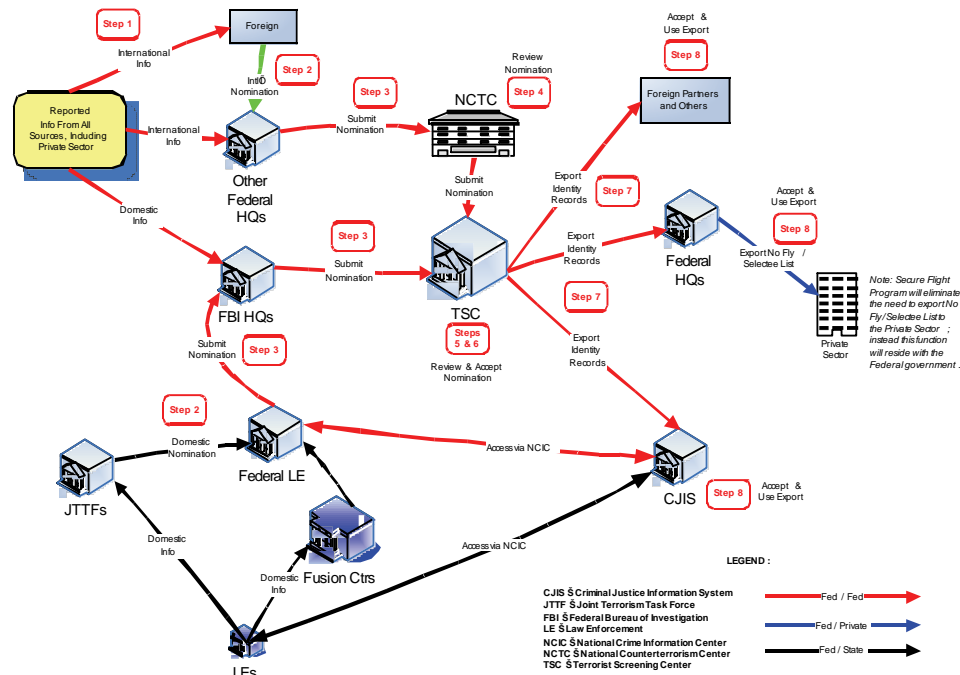 Step 1
Foreign
International
Info
Step 2
Nomination
Reported
Info From All
Sources, Including
Private Sector
International
Info
Other
Federal
HQs
Step 3
Submit
Nomination
NCTC
Review
Nomination
Step 4
Accept &
Use Export
Step 8
Foreign Partners
and Others
Submit
Nomination
Export
Identity
Records
Step 7
Domestic
Info
FBI HQs
Step 3
Submit
Nomination
TSC
Steps
5 & 6
Review & Accept
Nomination
Export
Identity
Records
Step 7
Federal
HQs
Accept &
Use Export
Step 8
Export No Fly /
Selectee List
Private
Sector
Note: Secure Flight
Program will eliminate
the need to export No
Fly/Selectee List to
the Private Sector ;
instead this function
will reside with the
Federal government .
Export
Identity
Records
Submit
Nomination
Step 3
Step 2
Domestic
Nomination
Federal LE
JTTFs
Access via NCIC
CJIS
Step 8
Accept &
Use Export
Domestic
Info
Fusion Ctrs
Domestic
Info
Access via NCIC
LEs
LEGEND :
CJIS Š Criminal Justice Information System
JTTF Š Joint Terrorism Task Force
FBI Š Federal Bureau of Investigation
LE Š Law Enforcement
NCIC Š National Crime Information Center
NCTC Š National Counterterrorism Center
TSC Š Terrorist Screening Center
Fed / Fed
Fed / Private
Fed / State